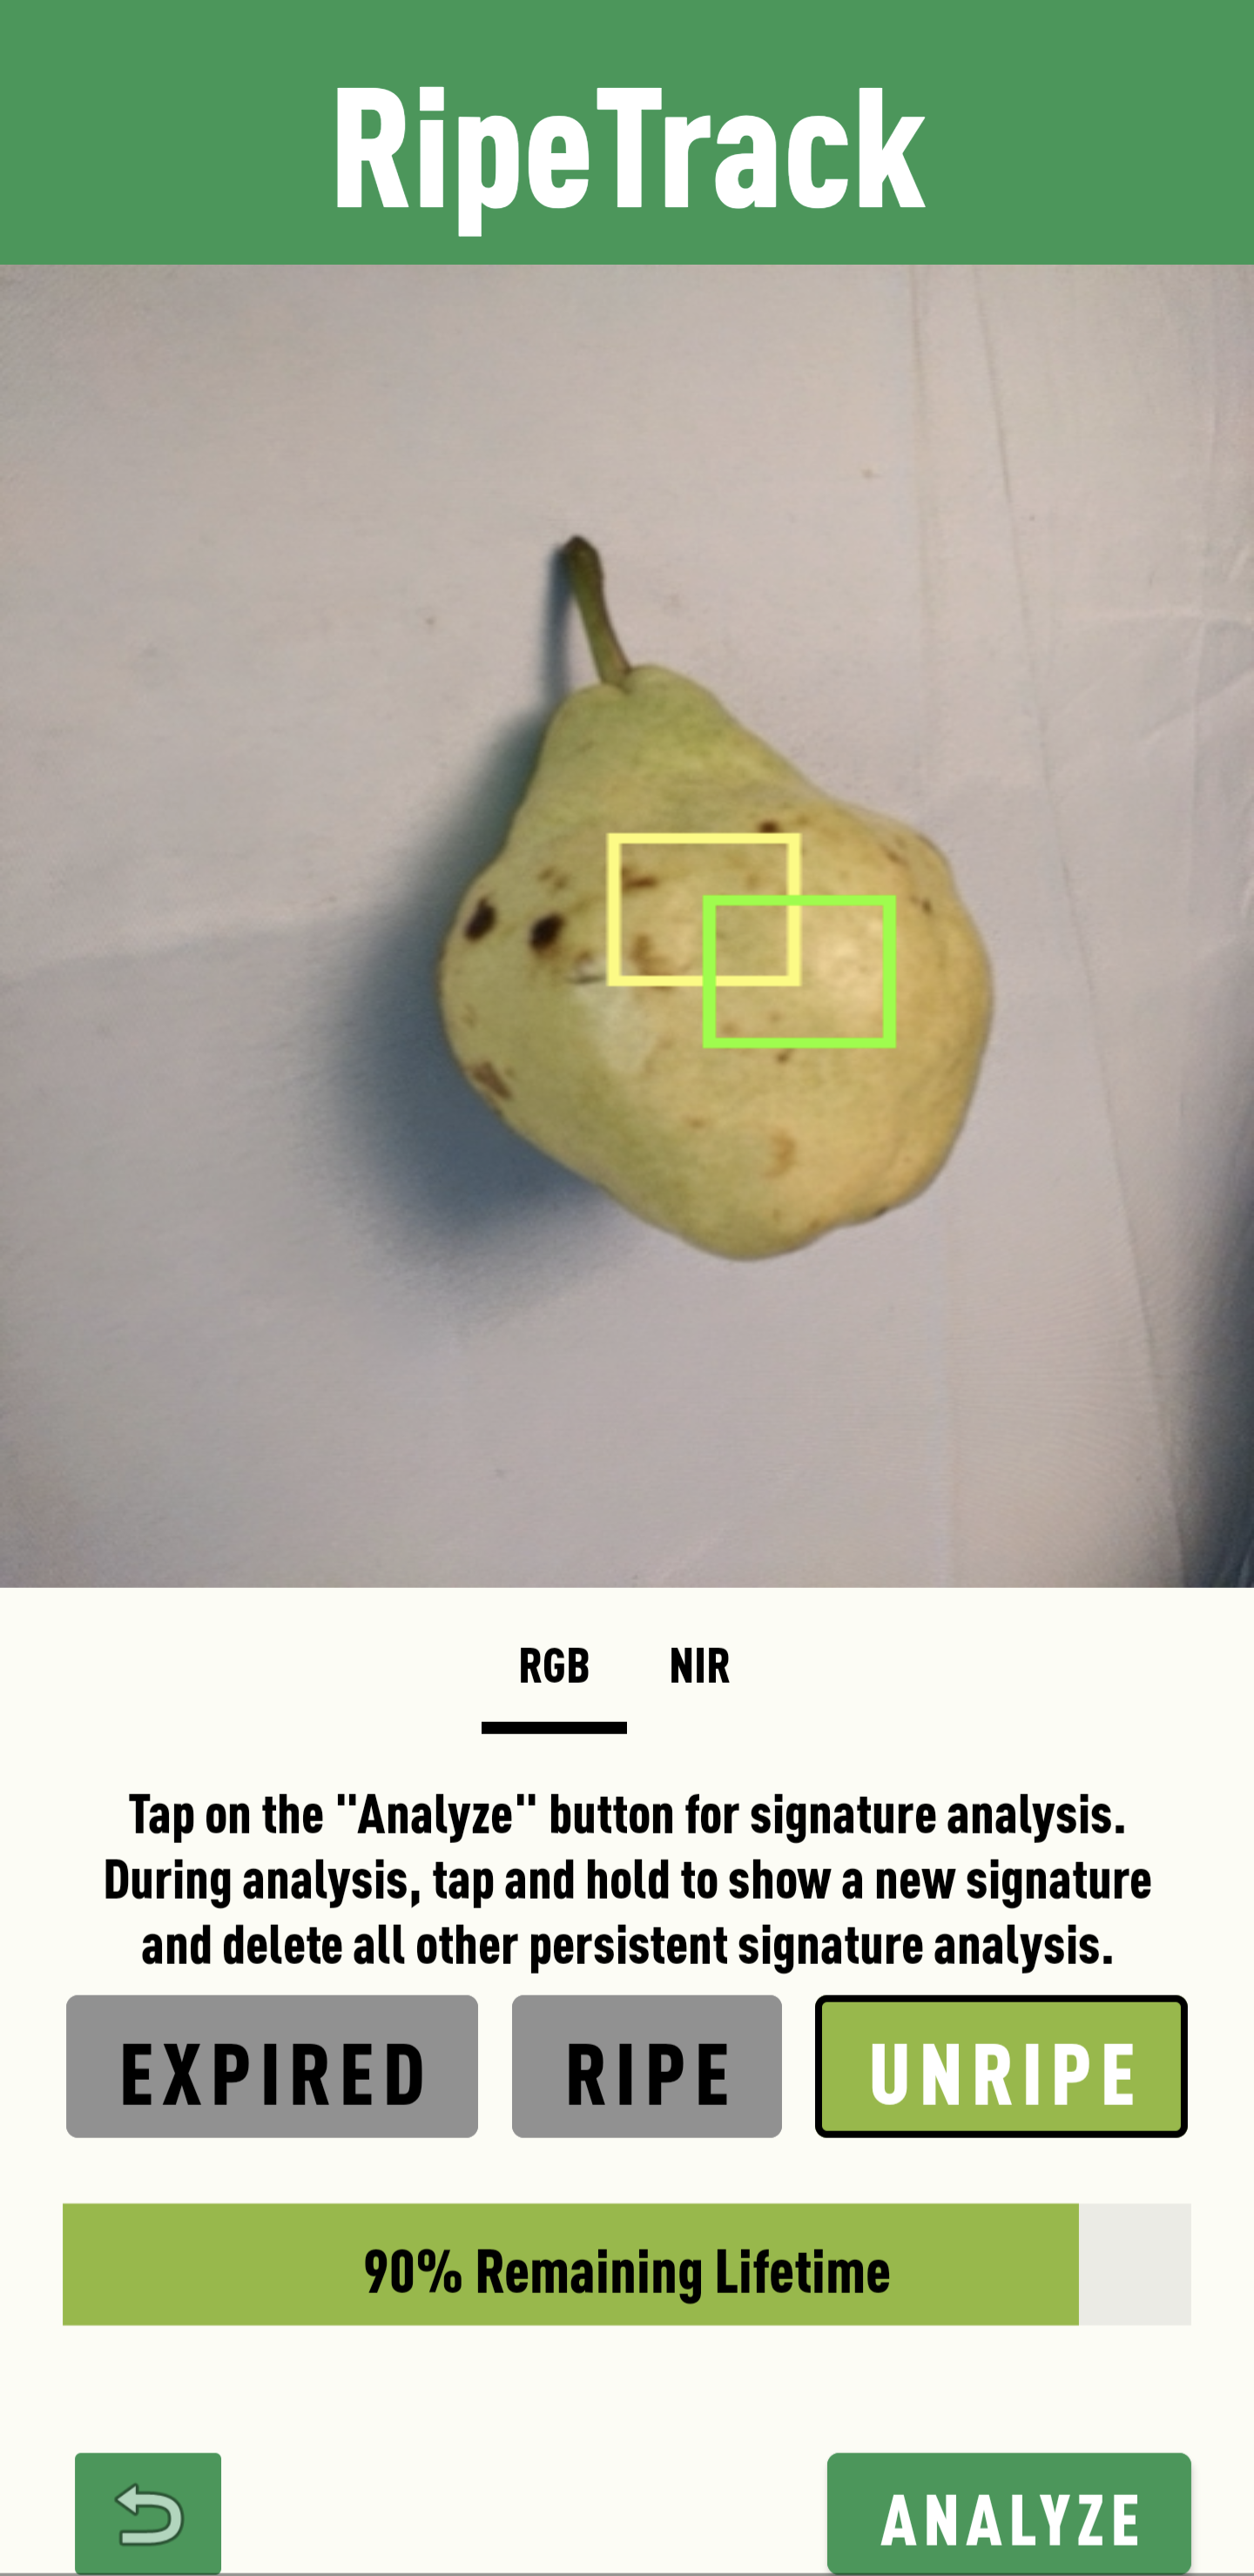 RipeTrack
RGB NIR
Tap on the "Analyze" button for signature analysis.
During analysis, tap and hold to show a new signature
and delete all other persistent signature analysis.
EXPIRED RIPE UNRIPE
90% Remaining Lifetime
ANALYZE